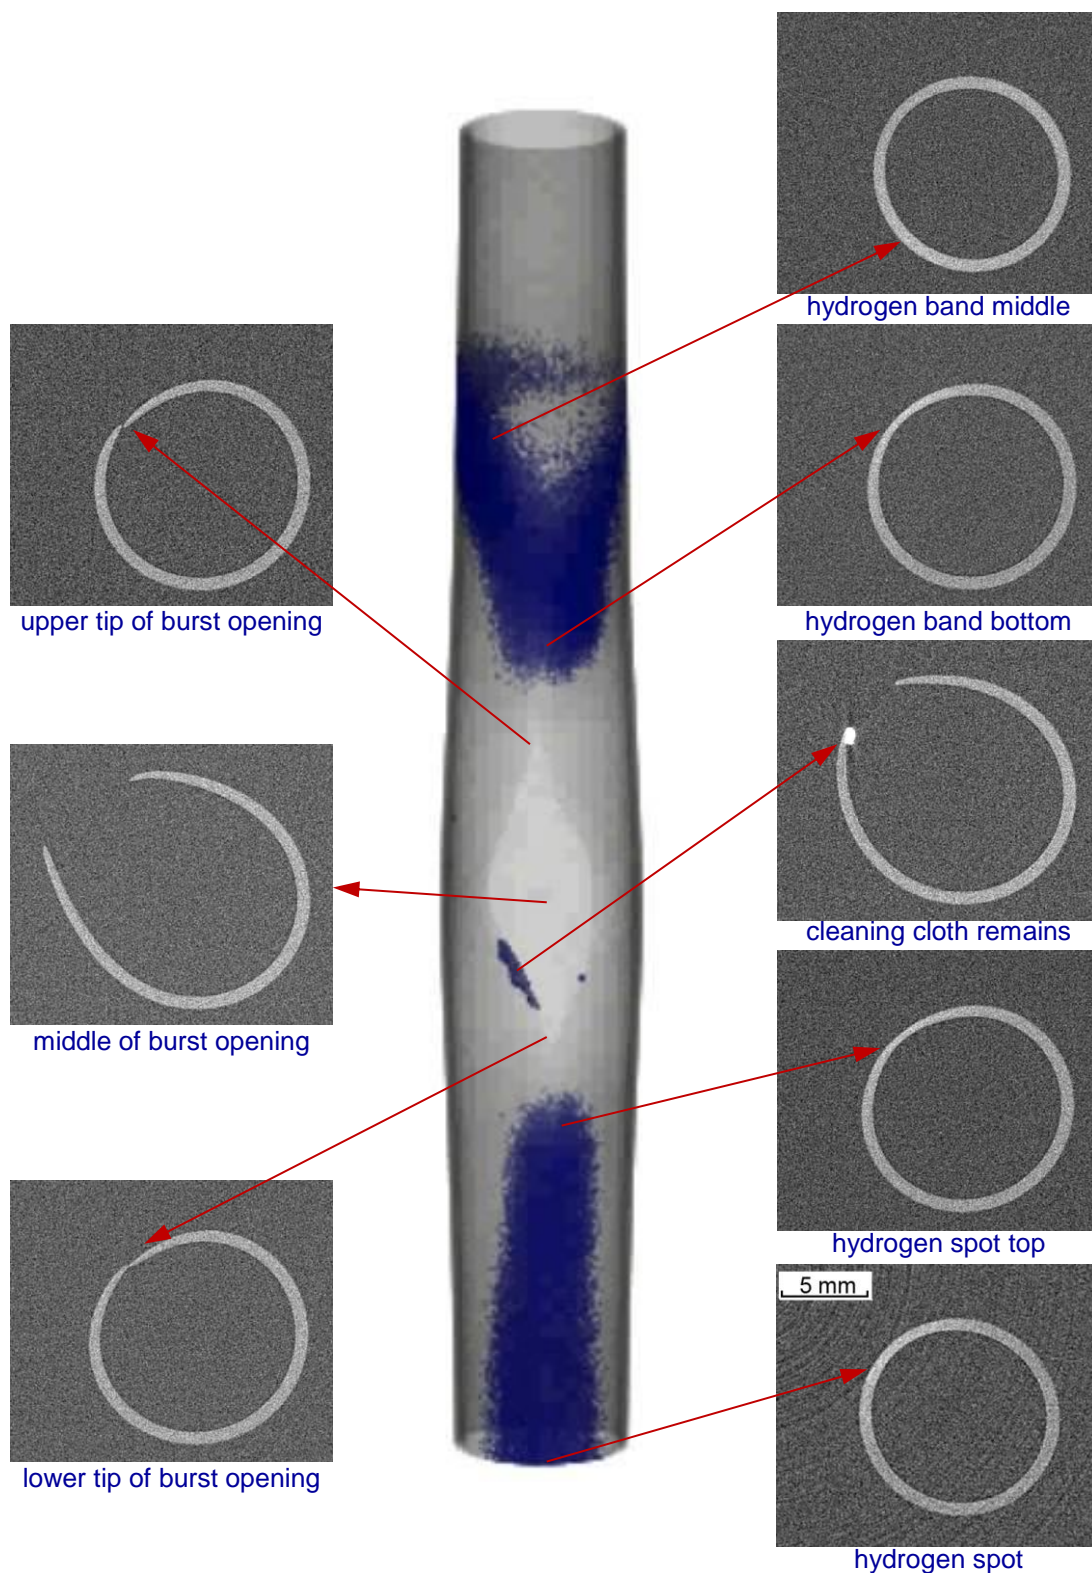 hydrogen band middle
upper tip of burst opening
hydrogen band bottom
cleaning cloth remains
middle of burst opening
hydrogen spot top
5 mm
lower tip of burst opening
hydrogen spot